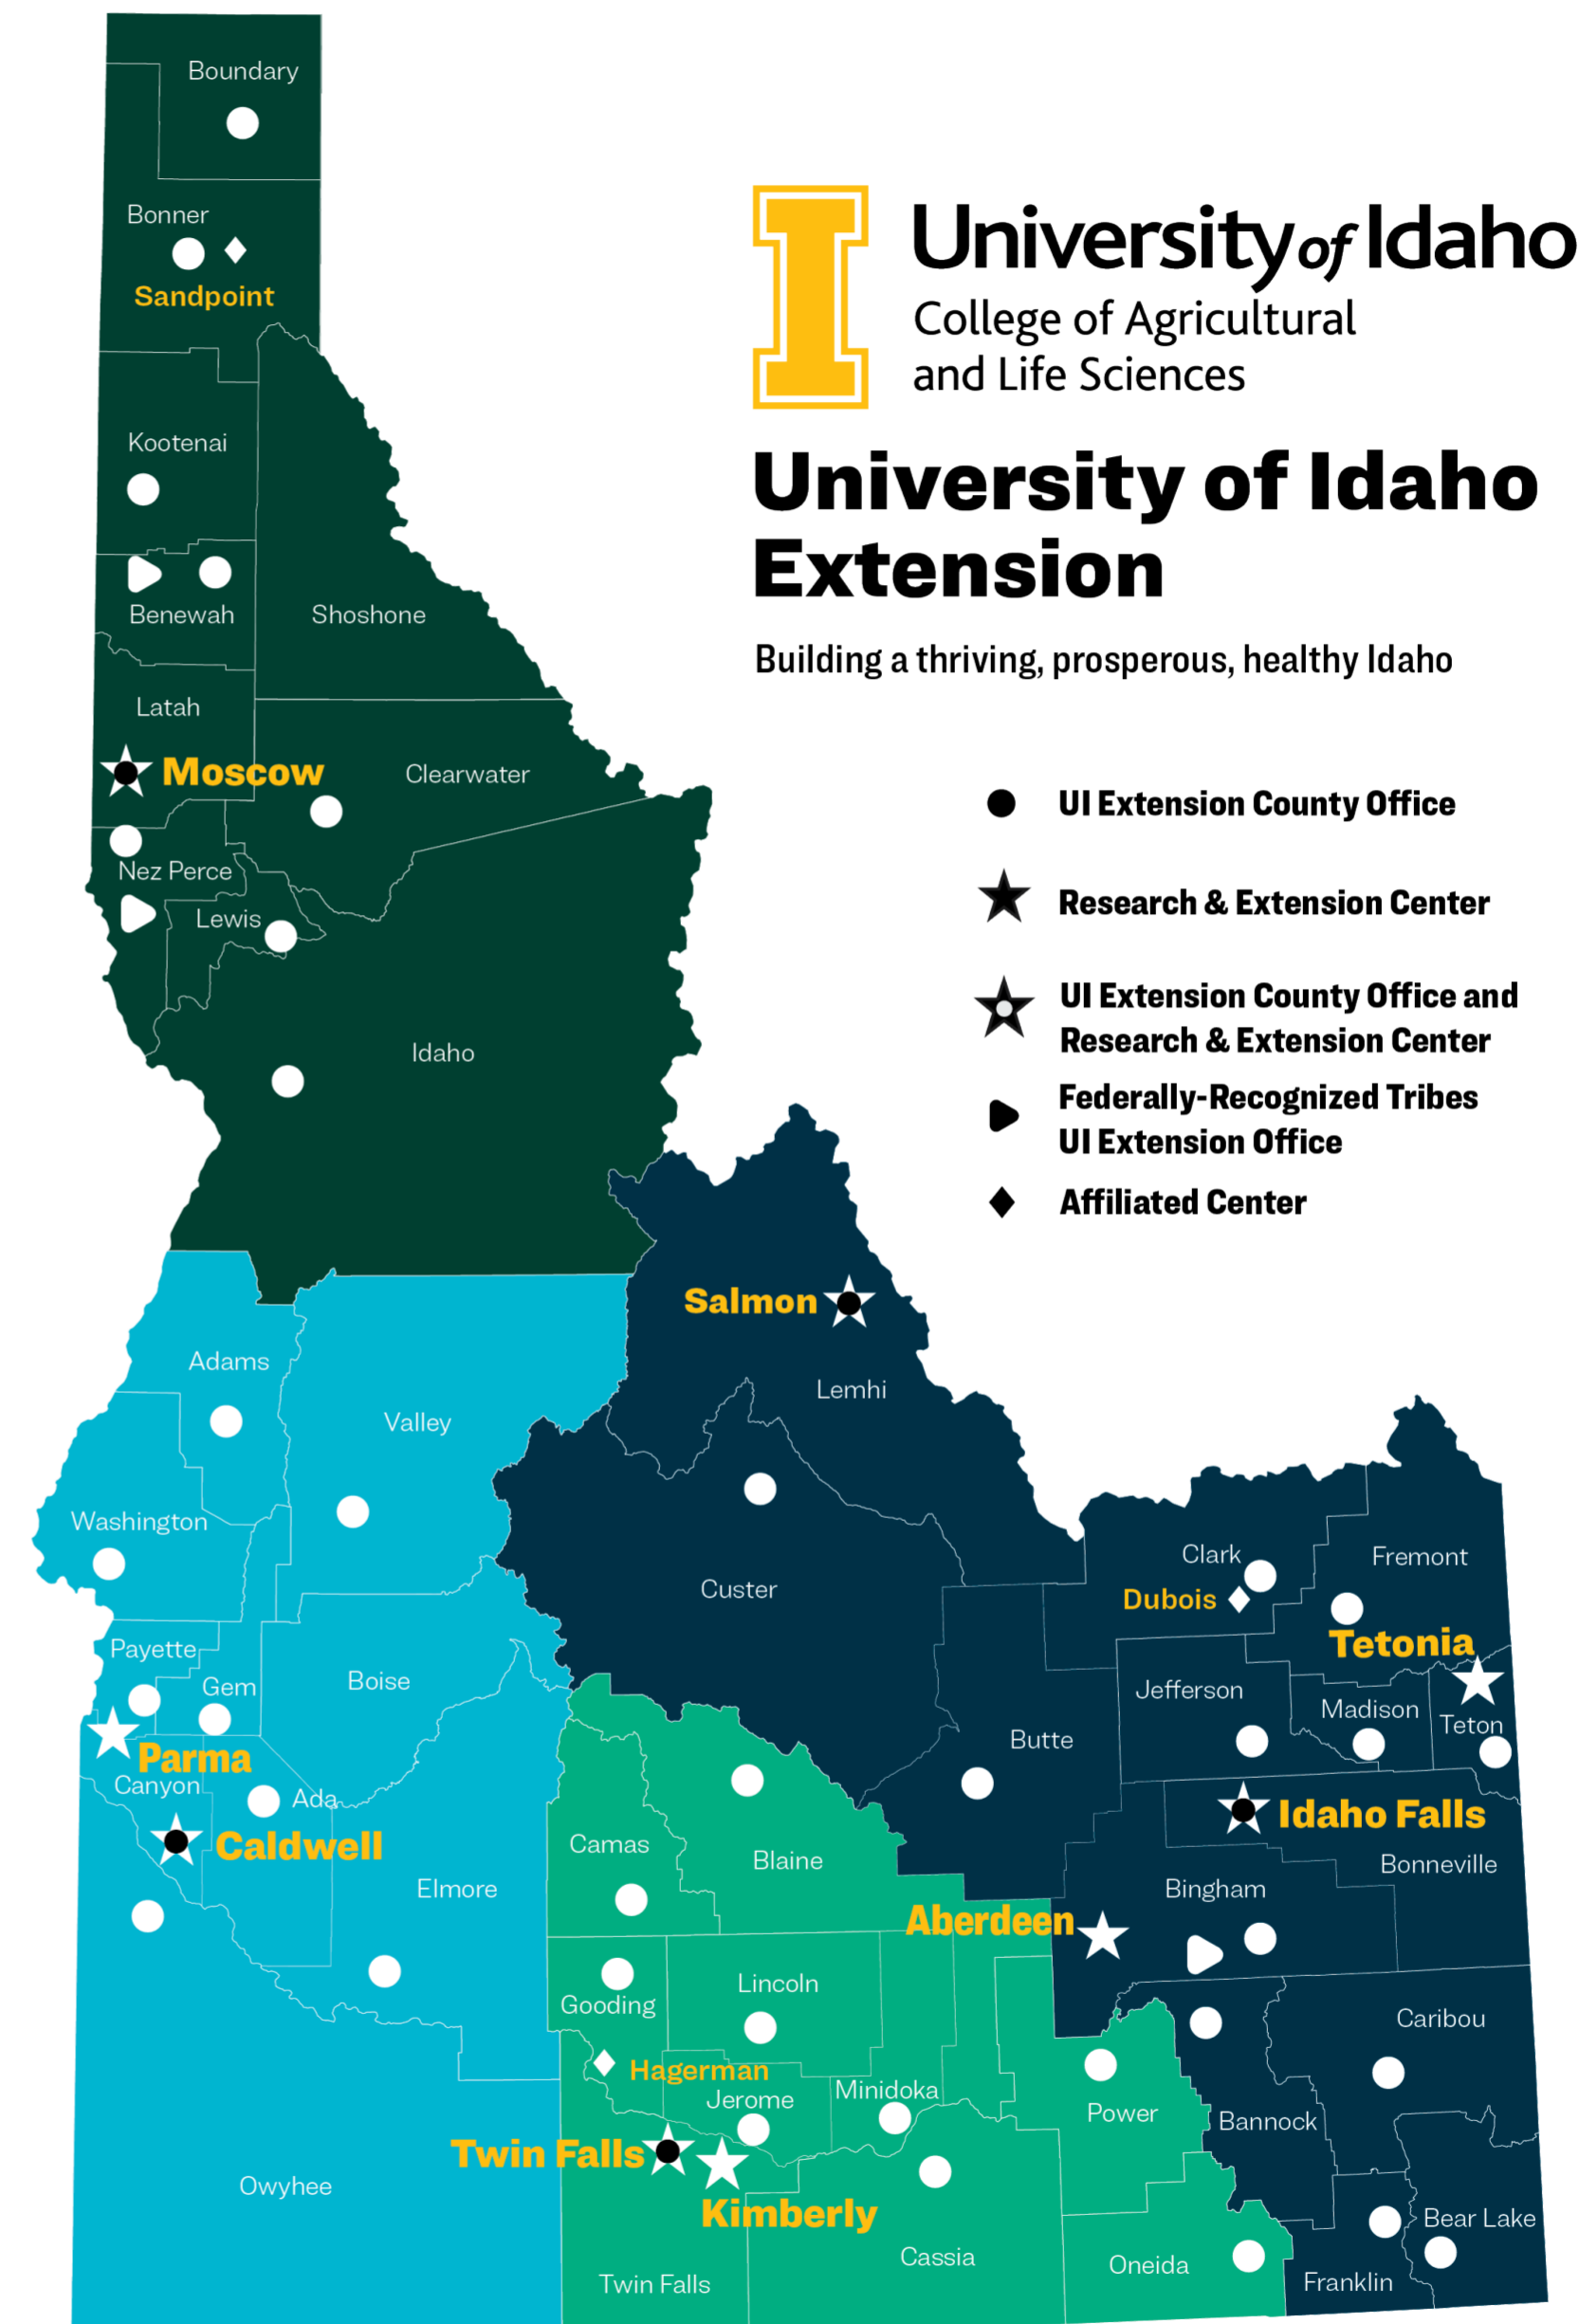 Boundary
Bonner
Sandpoint
University of Idaho
College of Agricultural
and Life Sciences
Kootenai
University of Idaho
Extension
Benewah
Shoshone
Building a thriving, prosperous, healthy Idaho
Latah
Moscow
Clearwater
UI Extension County Office
Nez Perce
Research & Extension Center
Lewis
UI Extension County Office and
Research & Extension Center
Idaho
Federally-Recognized Tribes
UI Extension Office
Affiliated Center
Salmon
Adams
Lemhi
Valley
Washington
Clark
Fremont
Custer
Dubois
Payette
Tetonia
Boise
Gem
Jefferson
Madison
Teton
Butte
Parma
Canyon
Ada
Idaho Falls
Caldwell
Camas
Blaine
Bonneville
Elmore
Bingham
Aberdeen
Lincoln
Gooding
Caribou
Hagerman
Minidoka
Jerome
Power
Bannock
Twin Falls
Owyhee
Kimberly
Bear Lake
Cassia
Oneida
Twin Falls
Franklin